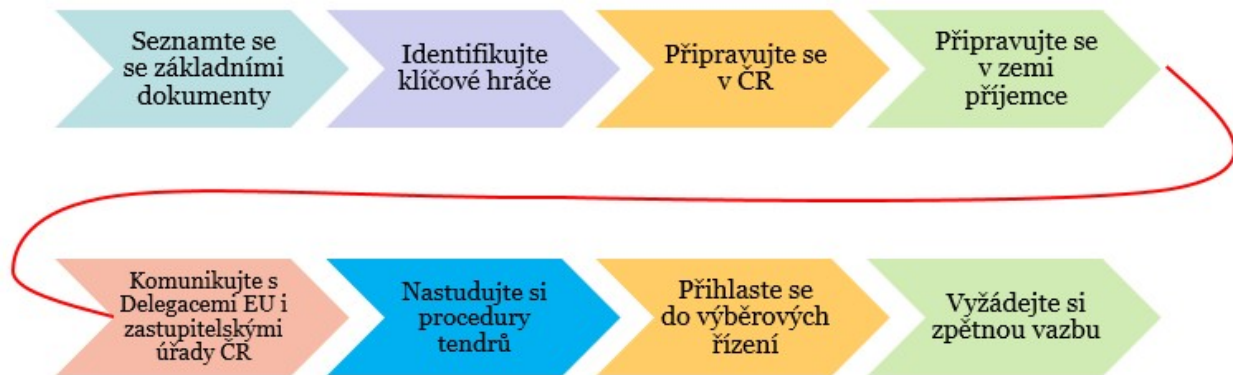 Seznamte se
se základními
dokumenty
Identifikujte
klíčové hráče
Připravujte se
v ČR
Připravujte se
v zemi
příjemce
Komunikujte s
Delegacemi EU i
zastupitelskými
úřady ČR
Nastudujte si
procedury
tendrů
Přihlaste se
do výběrových
řízení
Vyžádejte si
zpětnou vazbu